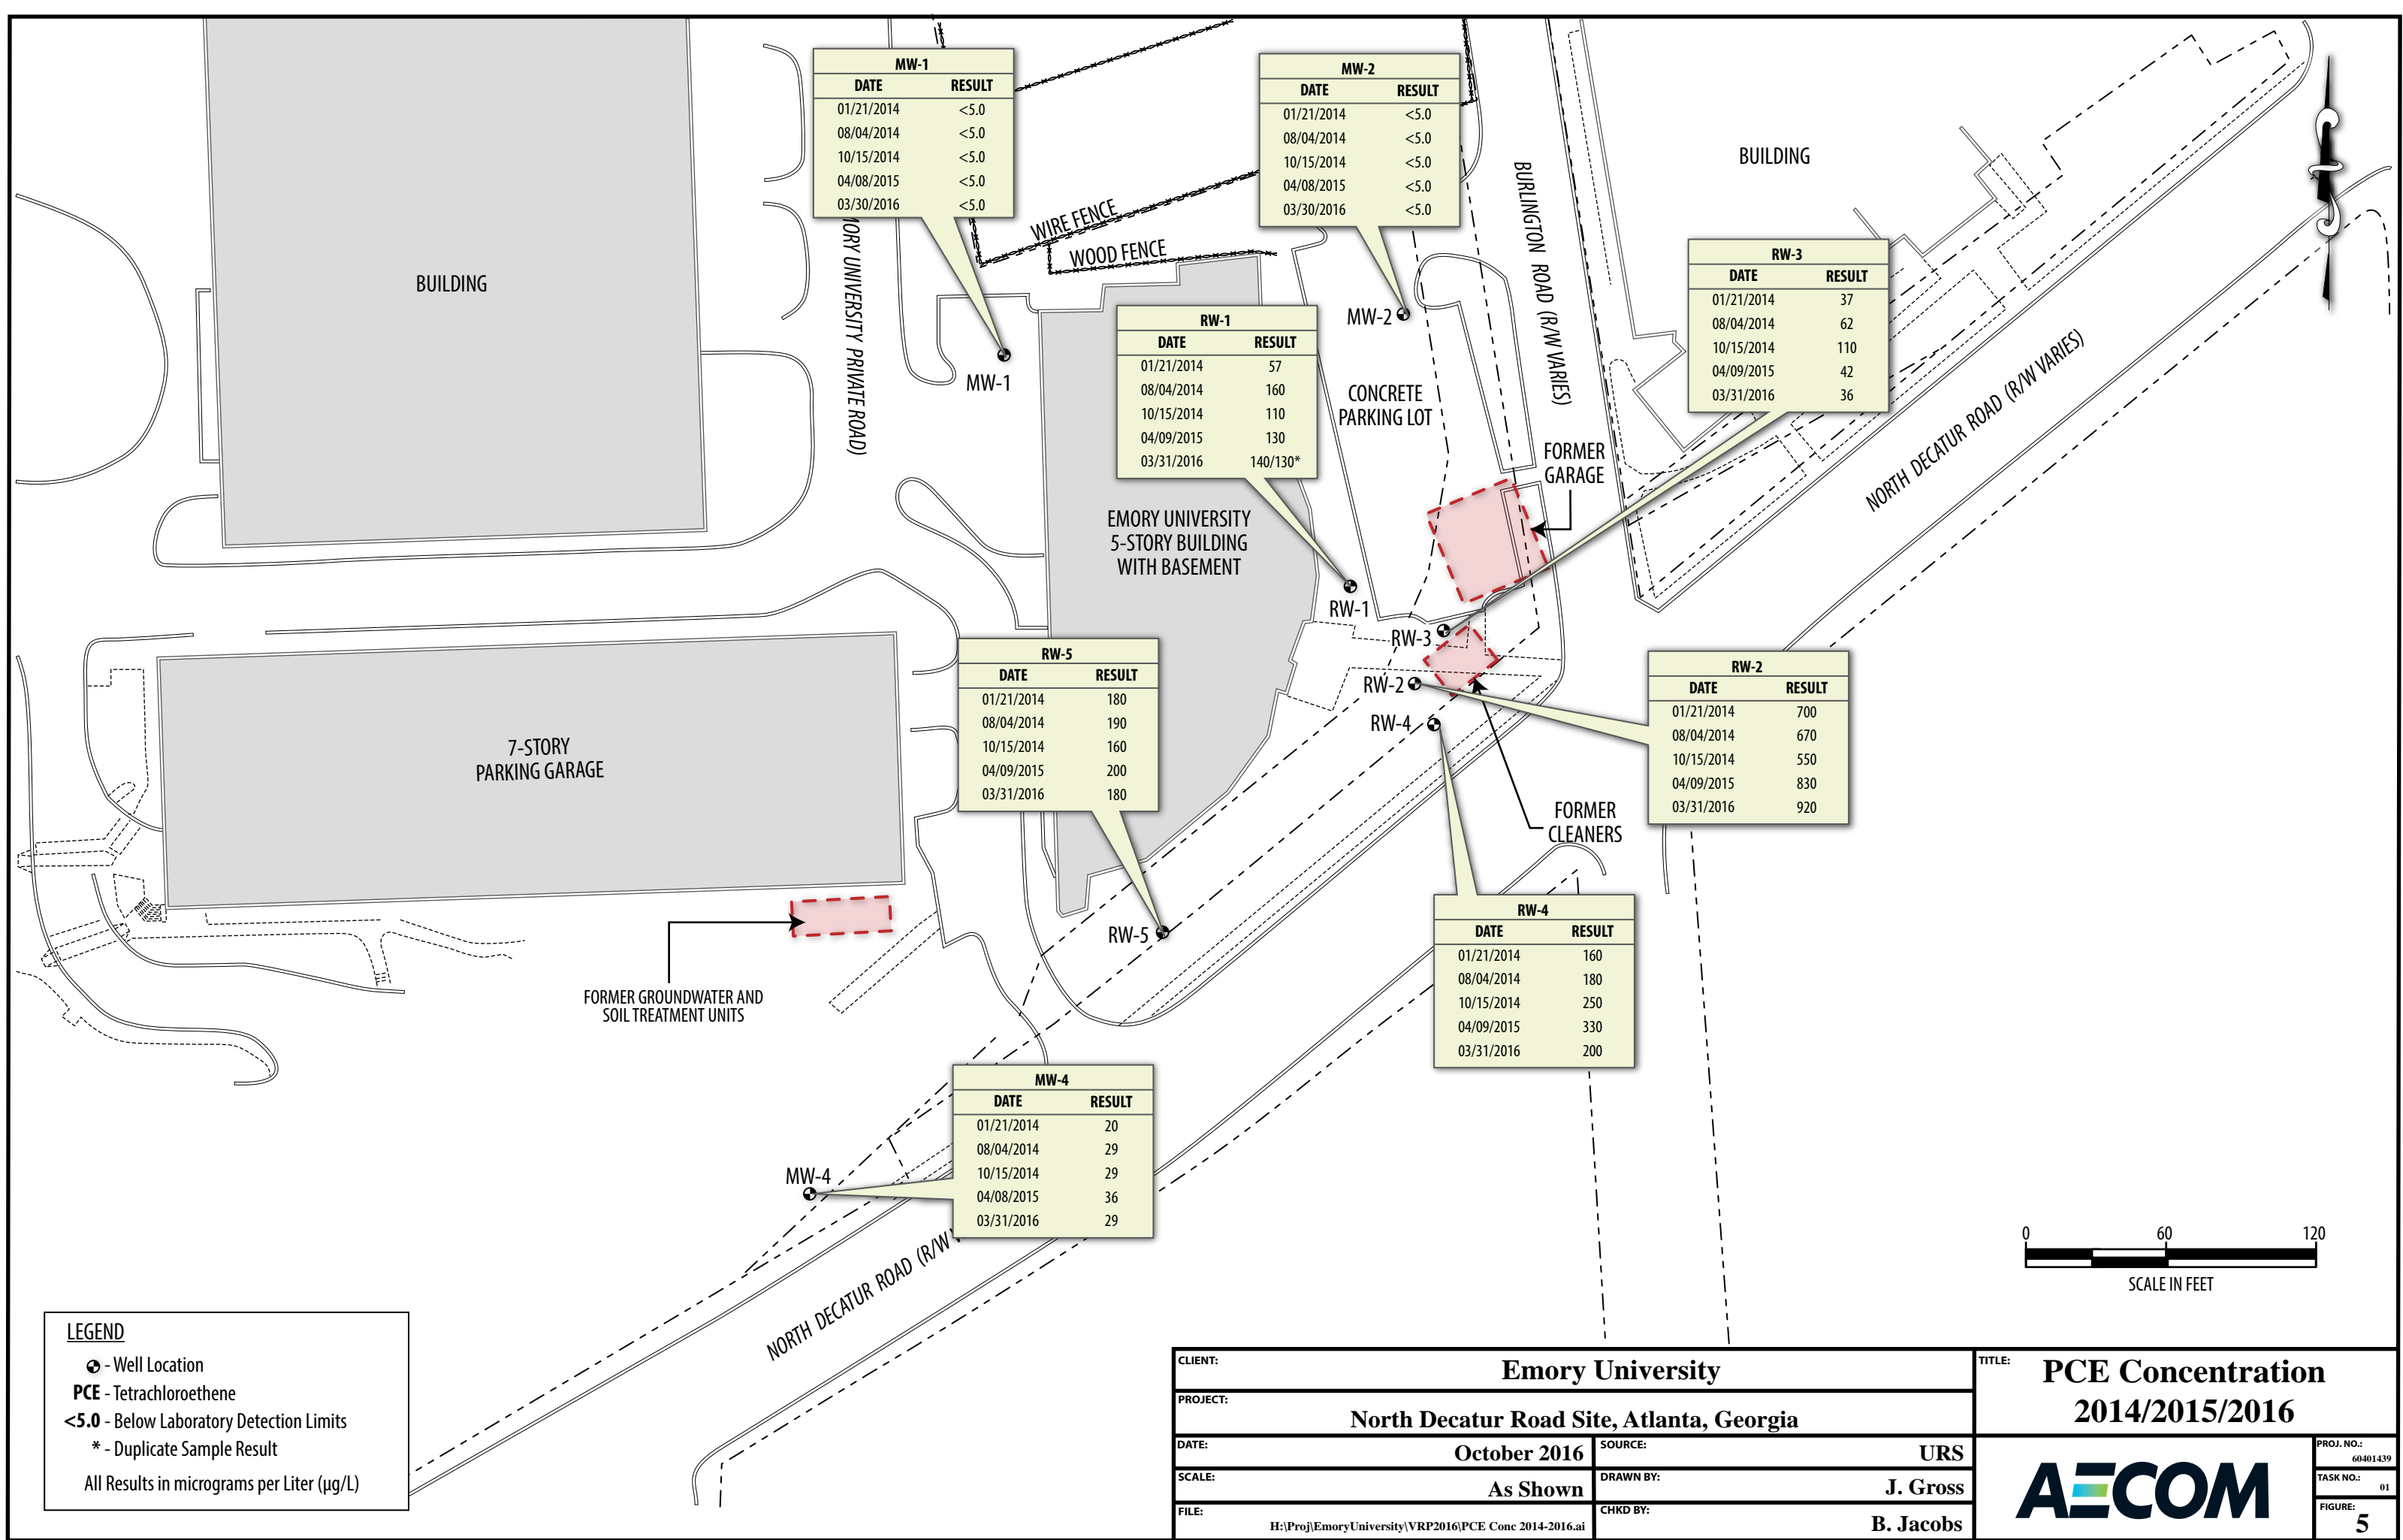 MW-1
DATE RESULT
01/21/2014 <5.0
08/04/2014 <5.0
10/15/2014 <5.0
04/08/2015 <5.0
03/30/2016 <5.0
MW-2
DATE RESULT
01/21/2014 <5.0
08/04/2014 <5.0
10/15/2014 <5.0
04/08/2015 <5.0
03/30/2016 <5.0
RW-3
DATE RESULT
01/21/2014 37
08/04/2014 62
10/15/2014 110
04/09/2015 42
03/31/2016 36
RW-1
DATE RESULT
01/21/2014 57
08/04/2014 160
10/15/2014 110
04/09/2015 130
03/31/2016 140/130*
RW-5
DATE RESULT
01/21/2014 180
08/04/2014 190
10/15/2014 160
04/09/2015 200
03/31/2016 180
RW-2
DATE RESULT
01/21/2014 700
08/04/2014 670
10/15/2014 550
04/09/2015 830
03/31/2016 920
RW-4
DATE RESULT
01/21/2014 160
08/04/2014 180
10/15/2014 250
04/09/2015 330
03/31/2016 200
MW-4
DATE RESULT
01/21/2014 20
08/04/2014 29
10/15/2014 29
04/08/2015 36
03/31/2016 29
BUILDING
BUILDING
WIRE FENCE
WOOD FENCE
MORY UNIVERSITY PRIVATE ROAD)
BURLINGTON ROAD (R/W VARIES)
NORTH DECATUR ROAD (R/W VARIES)
MW-1
MW-2
CONCRETE
PARKING LOT
FORMER
GARAGE
EMORY UNIVERSITY
5-STORY BUILDING
WITH BASEMENT
RW-1
RW-3
RW-2
RW-4
7-STORY
PARKING GARAGE
FORMER
CLEANERS
RW-5
FORMER GROUNDWATER AND
SOIL TREATMENT UNITS
MW-4
NORTH DECATUR ROAD (R/W
0 60 120
SCALE IN FEET
LEGEND
- Well Location
PCE - Tetrachloroethene
<5.0 - Below Laboratory Detection Limits
* - Duplicate Sample Result
All Results in micrograms per Liter (µg/L)
CLIENT: Emory University
PROJECT: North Decatur Road Site, Atlanta, Georgia
DATE: October 2016
SOURCE: URS
SCALE: As Shown
DRAWN BY: J. Gross
FILE: H:\Proj\EmoryUniversity\VRP2016\PCE Conc 2014-2016.ai
CHKD BY: B. Jacobs
TITLE: PCE Concentration
2014/2015/2016
AECOM
PROJ. NO.: 60401439
TASK NO.: 01
FIGURE: 5